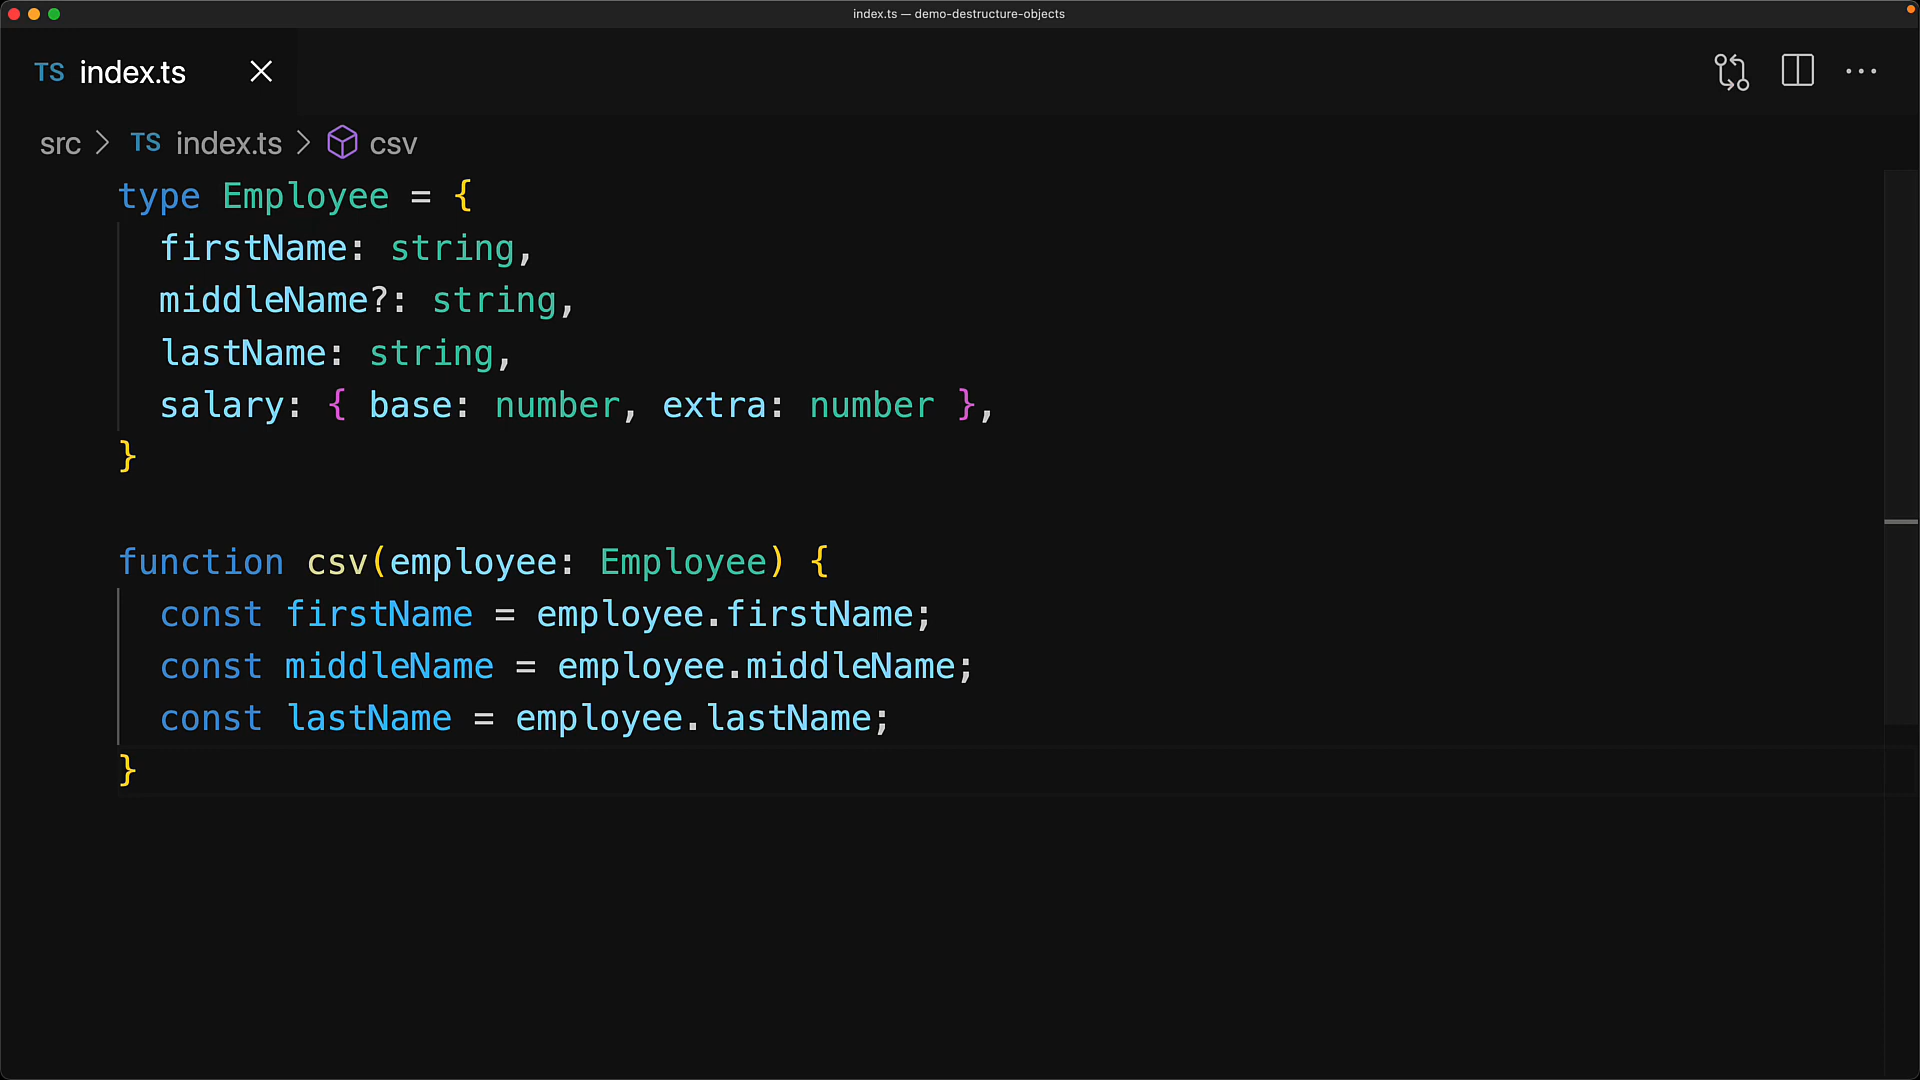 index.ts — demo-destructure-objects
TS index.ts
src > TS index.ts > csv
type Employee = {
  firstName: string,
  middleName?: string,
  lastName: string,
  salary: { base: number, extra: number },
}
function csv(employee: Employee) {
  const firstName = employee.firstName;
  const middleName = employee.middleName;
  const lastName = employee.lastName;
}